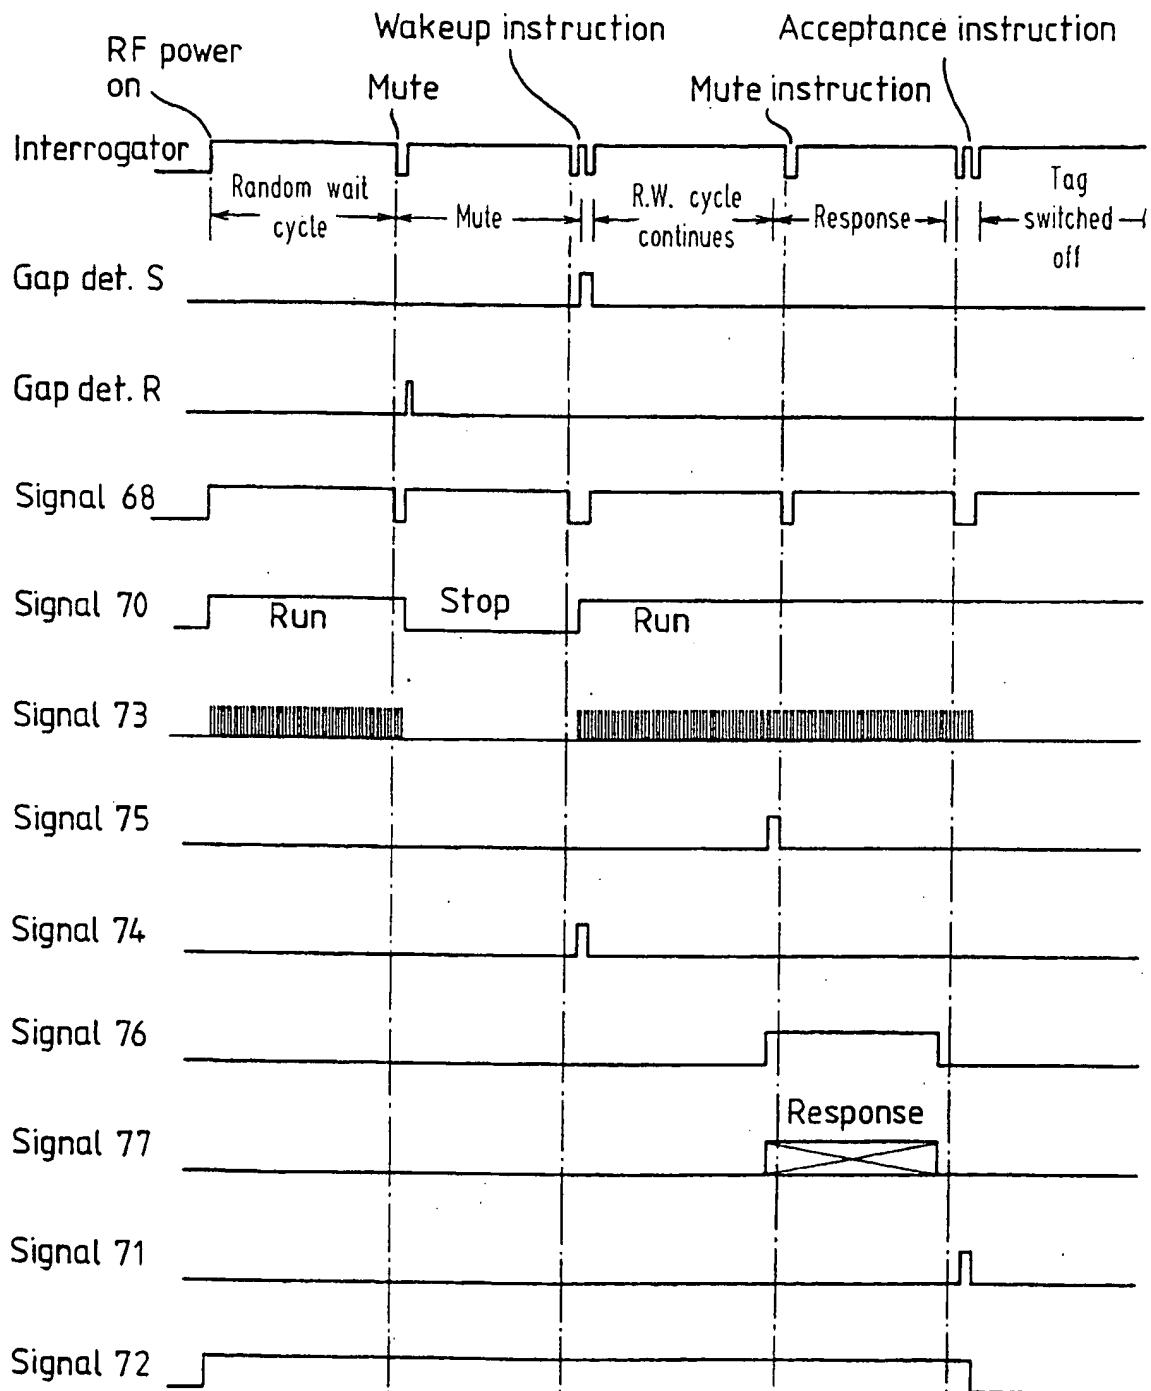 Wakeup instruction
Acceptance instruction
RF power
on
Mute
Mute instruction
Interrogator
Random wait
cycle
Mute
R.W. cycle
continues
Response
Tag
switched
off
Gap det. S
Gap det. R
Signal 68
Signal 70
Run
Stop
Run
Signal 73
Signal 75
Signal 74
Signal 76
Response
Signal 77
Signal 71
Signal 72